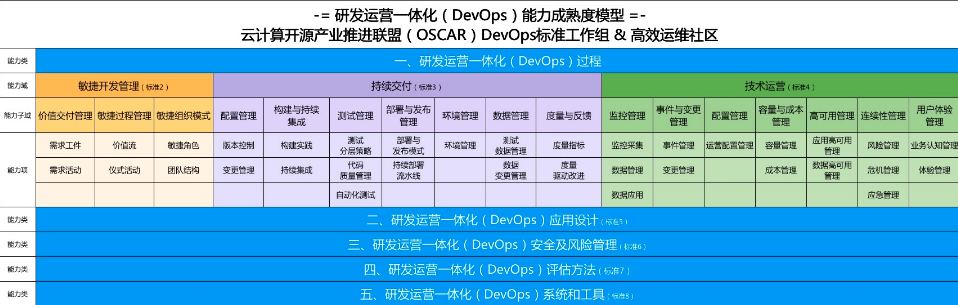 -= 研发运营一体化（DevOps）能力成熟度模型 =-
云计算开源产业推进联盟（OSCAR）DevOps标准工作组 & 高效运维社区
能力类 一、研发运营一体化（DevOps）过程
能力域 敏捷开发管理（标准2） 持续交付（标准3） 技术运营（标准4）
能力子域 价值交付管理 敏捷过程管理 敏捷组织模式 配置管理 构建与持续集成 测试管理 部署与发布管理 环境管理 数据管理 度量与反馈 监控管理 事件与变更管理 配置管理 容量与成本管理 高可用管理 连续性管理 用户体验管理
能力项 需求工件 价值流 敏捷角色 版本控制 构建实践 测试分层策略 部署与发布模式 环境管理 测试数据管理 度量指标 监控采集 事件管理 运营配置管理 容量管理 应用高可用管理 风险管理 业务认知管理
需求活动 仪式活动 团队结构 变更管理 持续集成 代码质量管理 持续部署流水线 数据变更管理 度量驱动改进 数据管理 变更管理 成本管理 数据高可用管理 危机管理 体验管理
自动化测试 数据应用 应急管理
能力类 二、研发运营一体化（DevOps）应用设计（标准5）
能力类 三、研发运营一体化（DevOps）安全及风险管理（标准6）
能力类 四、研发运营一体化（DevOps）评估方法（标准7）
能力类 五、研发运营一体化（DevOps）系统和工具（标准8）